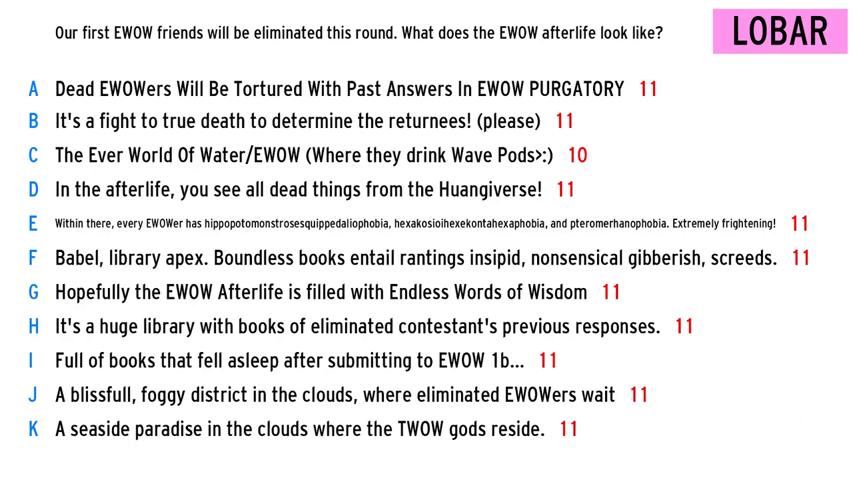 Our first EWOW friends will be eliminated this round. What does the EWOW afterlife look like?
LOBAR
A Dead EWOWers Will Be Tortured With Past Answers In EWOW PURGATORY 11
B It's a fight to true death to determine the returnees! (please) 11
C The Ever World Of Water/EWOW (Where they drink Wave Pods>:) 10
D In the afterlife, you see all dead things from the Huangiverse! 11
E Within there, every EWOWer has hippopotomonstrosesquippedaliophobia, hexakosioihexekontahexaphobia, and pteromerhanophobia. Extremely frightening! 11
F Babel, library apex. Boundless books entail rantings insipid, nonsensical gibberish, screeds. 11
G Hopefully the EWOW Afterlife is filled with Endless Words of Wisdom 11
H It's a huge library with books of eliminated contestant's previous responses. 11
I Full of books that fell asleep after submitting to EWOW 1b... 11
J A blissfull, foggy district in the clouds, where eliminated EWOWers wait 11
K A seaside paradise in the clouds where the TWOW gods reside. 11